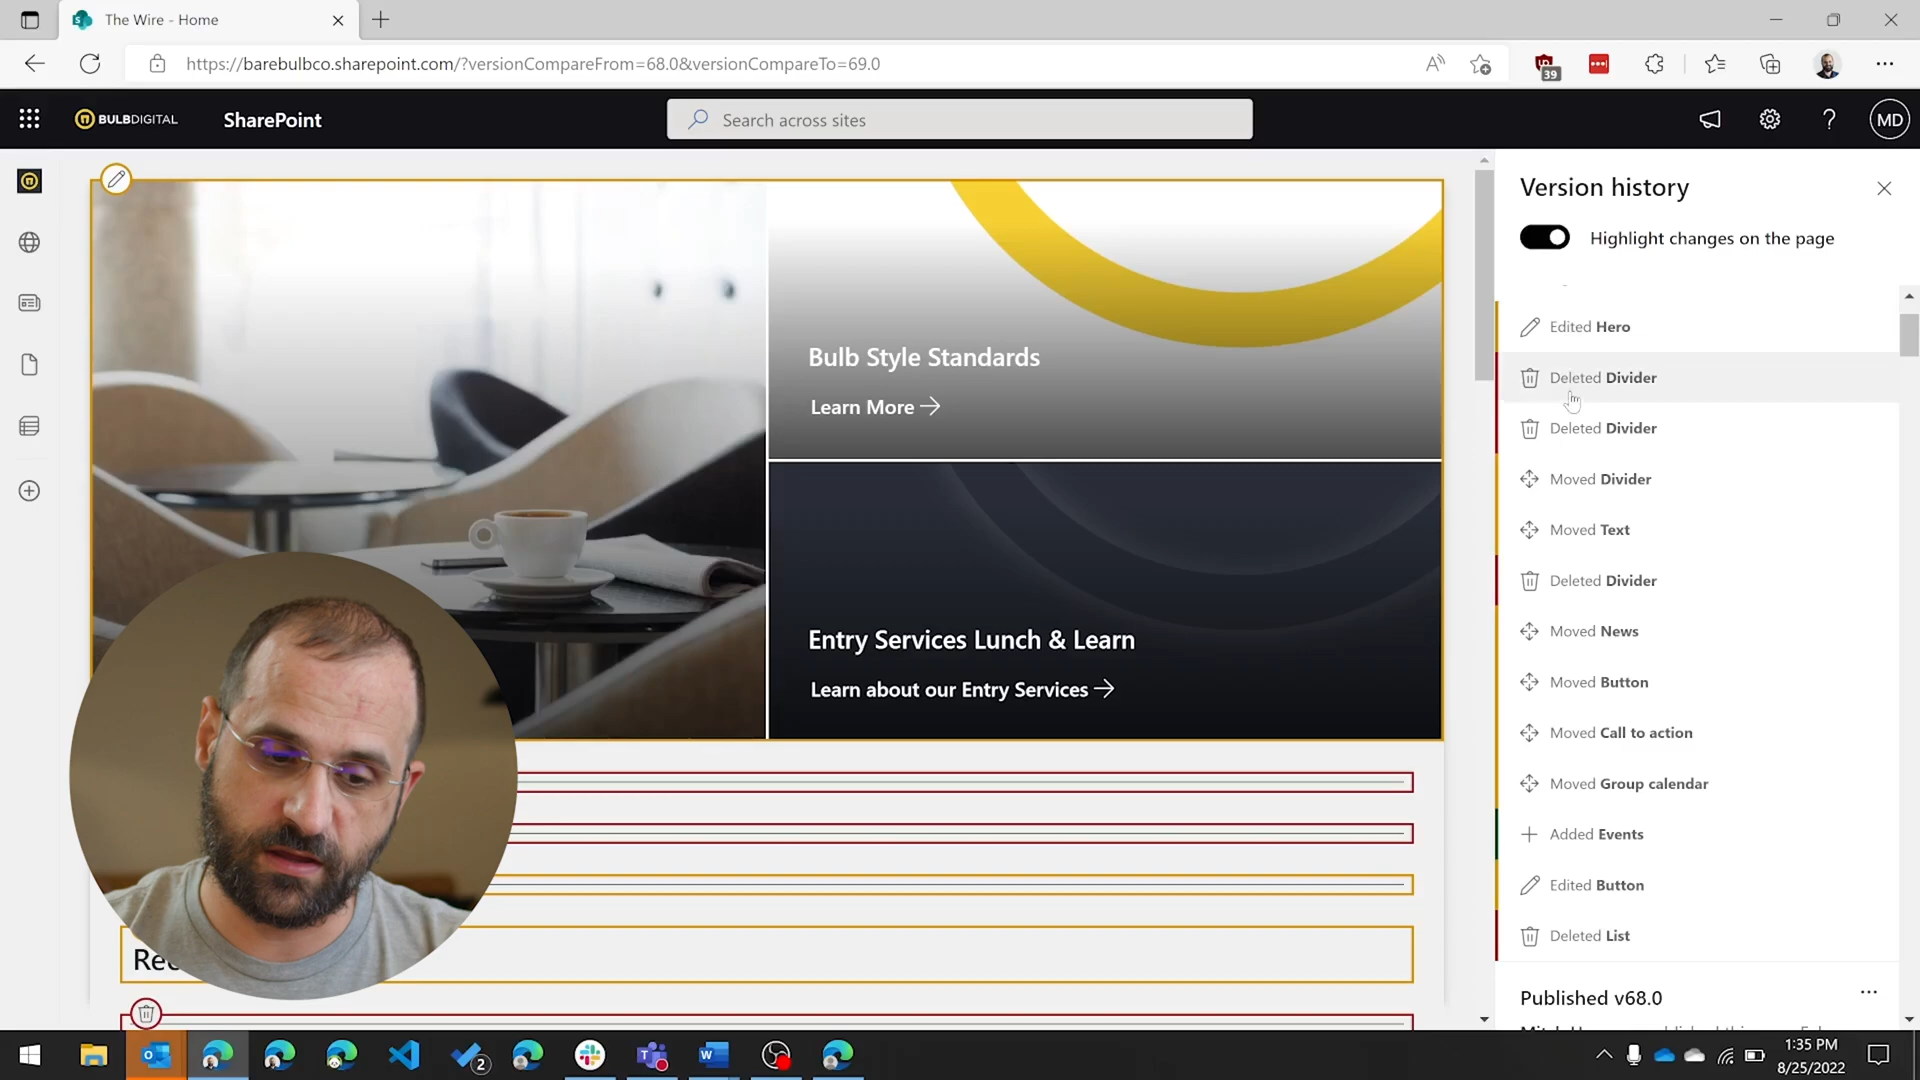 The Wire - Home
https://barebulbco.sharepoint.com/?versionCompareFrom=68.0&versionCompareTo=69.0
39
BULBDIGITAL
SharePoint
Search across sites
MD
Version history
Highlight changes on the page
Edited Hero
Deleted Divider
Deleted Divider
Moved Divider
Moved Text
Deleted Divider
Moved News
Moved Button
Moved Call to action
Moved Group calendar
Added Events
Edited Button
Deleted List
Published v68.0
Bulb Style Standards
Learn More
Entry Services Lunch & Learn
Learn about our Entry Services
2
1:35 PM
8/25/2022